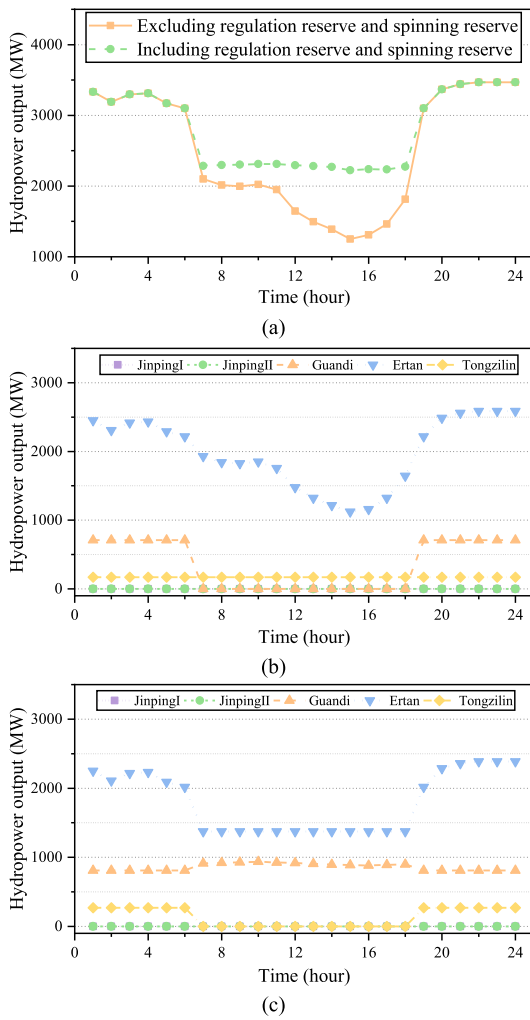 Excluding regulation reserve and spinning reserve
Including regulation reserve and spinning reserve
Hydropower output (MW)
4000
3000
2000
1000
0 4 8 12 16 20 24
Time (hour)
(a)
JinpingI JinpingII Guandi Ertan Tongzilin
Hydropower output (MW)
3000
2000
1000
0
0 4 8 12 16 20 24
Time (hour)
(b)
JinpingI JinpingII Guandi Ertan Tongzilin
Hydropower output (MW)
3000
2000
1000
0
0 4 8 12 16 20 24
Time (hour)
(c)